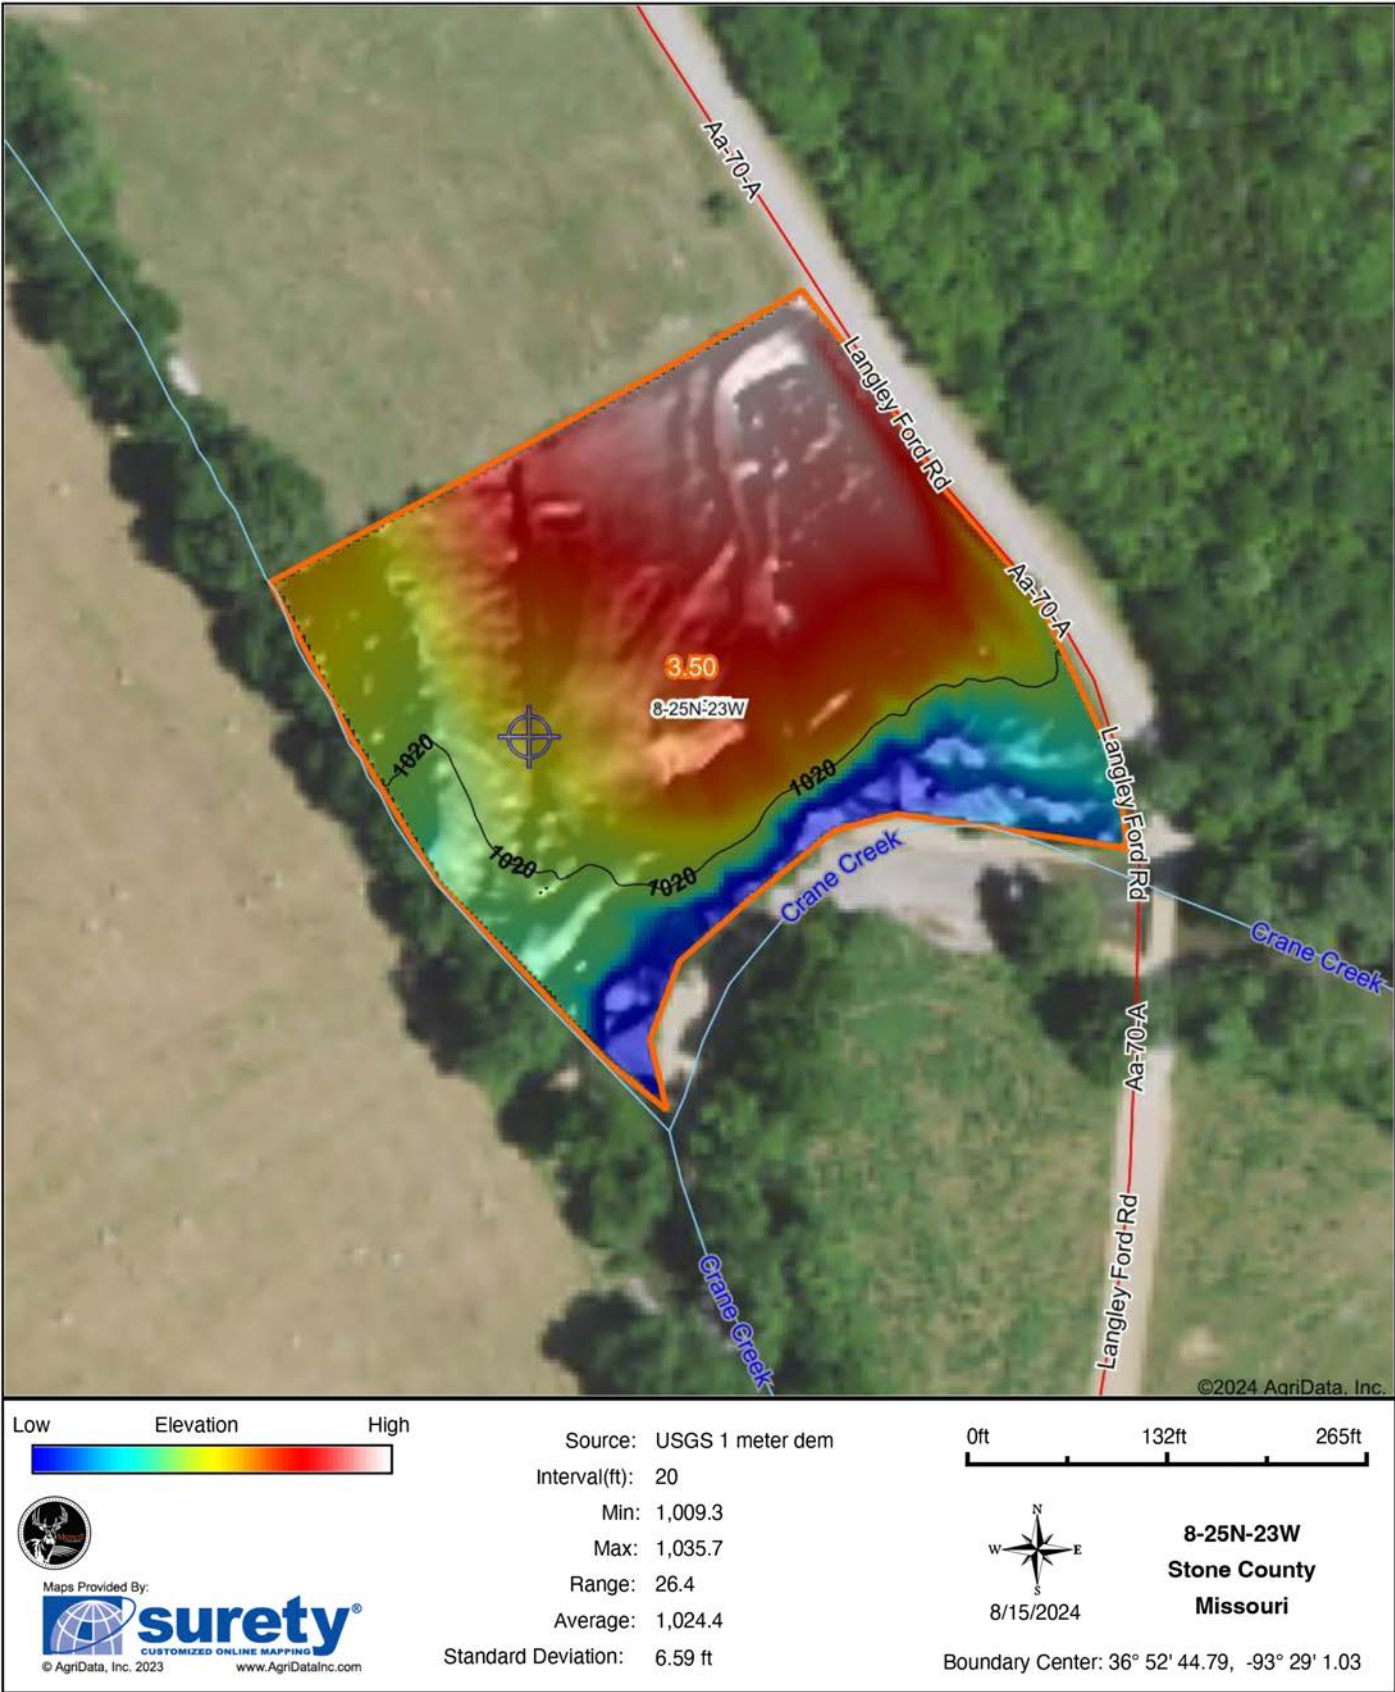 Aa-70-A
Langley Ford Rd
Aa-70-A
3.50
8-25N-23W
1020
1020
1020
1020
Langley Ford Rd
Crane Creek
Crane Creek
Aa-70-A
Langley Ford Rd
Crane Creek
©2024 AgriData, Inc.
Low Elevation High
Source: USGS 1 meter dem
Interval(ft): 20
Min: 1,009.3
Max: 1,035.7
Range: 26.4
Average: 1,024.4
Standard Deviation: 6.59 ft
0ft 132ft 265ft
N
W E
S
8/15/2024
8-25N-23W
Stone County
Missouri
Boundary Center: 36° 52' 44.79, -93° 29' 1.03
Maps Provided By:
surety®
CUSTOMIZED ONLINE MAPPING
© AgriData, Inc. 2023 www.AgriDataInc.com